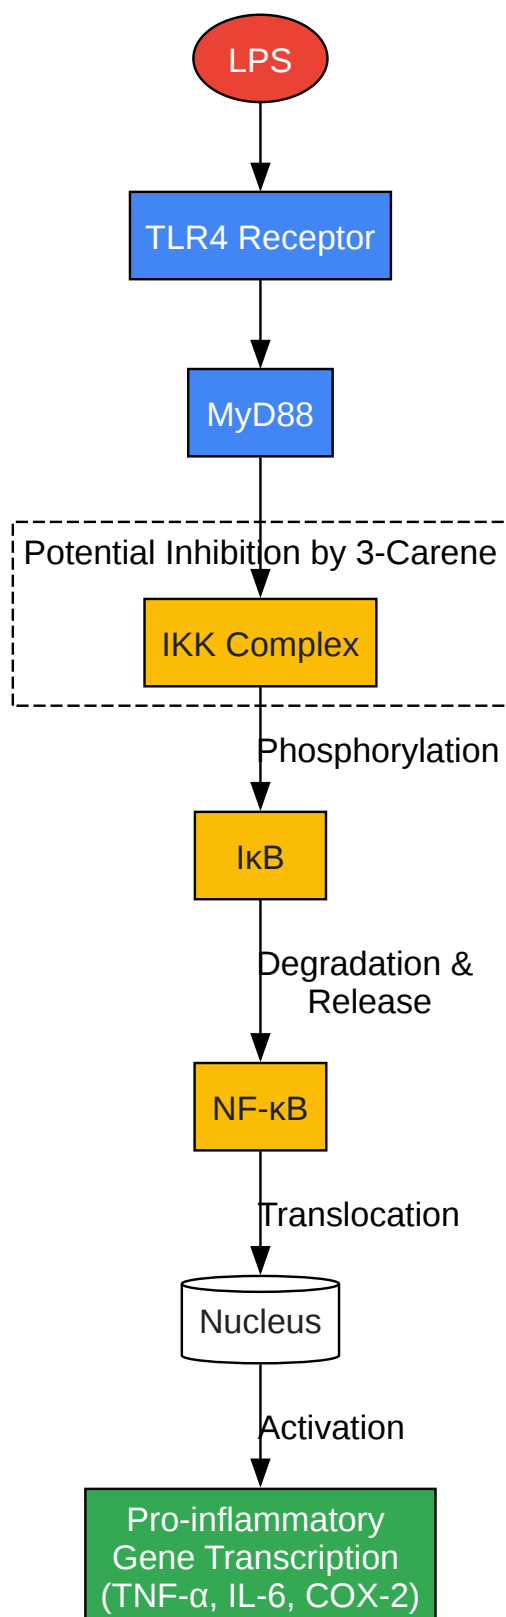 LPS
TLR4 Receptor
MyD88
Potential Inhibition by 3-Carene
IKK Complex
Phosphorylation
IκB
Degradation &
Release
NF-κB
Translocation
Nucleus
Activation
Pro-inflammatory
Gene Transcription
(TNF-α, IL-6, COX-2)